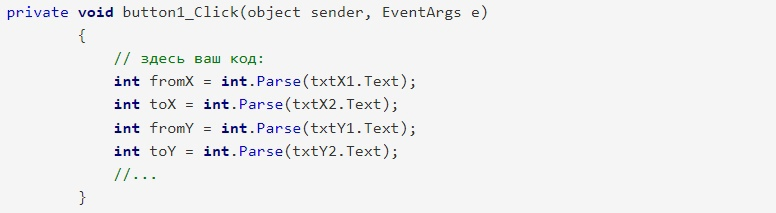 private void button1_Click(object sender, EventArgs e)
{
// здесь ваш код:
int fromX = int.Parse(txtX1.Text);
int toX = int.Parse(txtX2.Text);
int fromY = int.Parse(txtY1.Text);
int toY = int.Parse(txtY2.Text);
//...
}